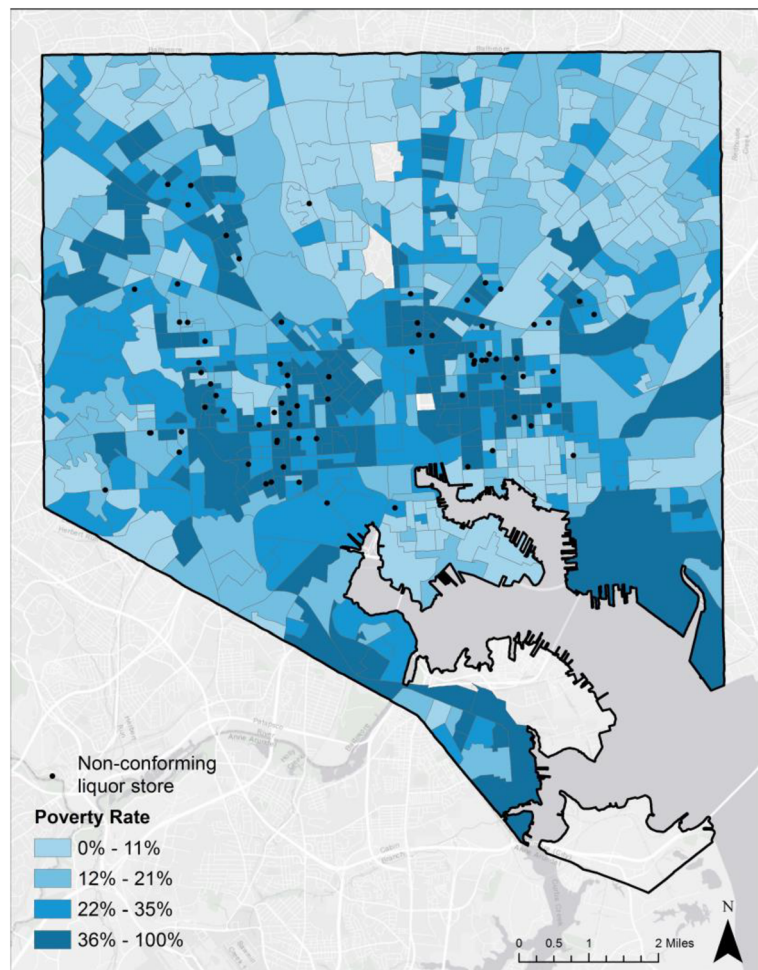 Baltimore
Non-conforming
liquor store
Poverty Rate
0% - 11%
12% - 21%
22% - 35%
36% - 100%
N
0 0.5 1 2 Miles